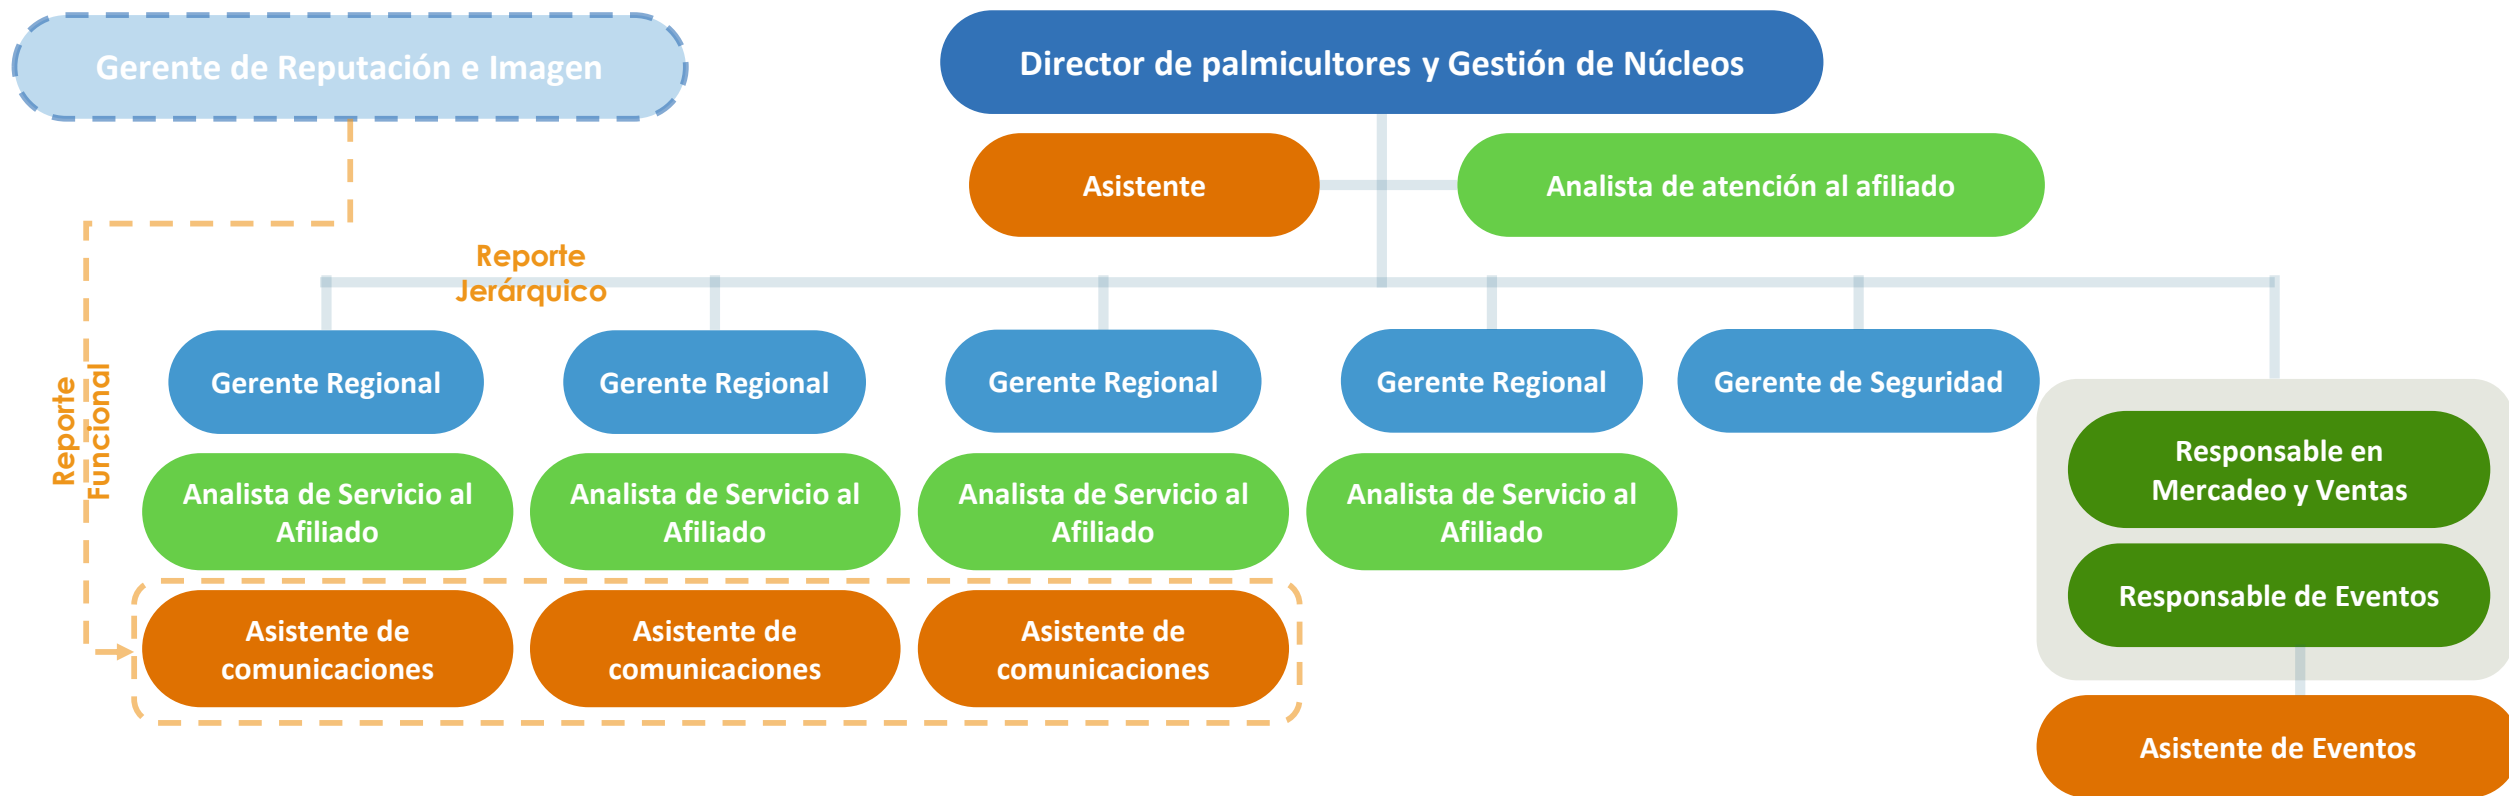 Gerente de Reputación e Imagen
Director de palmicultores y Gestión de Núcleos
Asistente
Analista de atención al afiliado
Reporte
Jerárquico
Reporte
Funcional
Gerente Regional
Gerente Regional
Gerente Regional
Gerente Regional
Gerente de Seguridad
Responsable en
Mercadeo y Ventas
Analista de Servicio al
Afiliado
Analista de Servicio al
Afiliado
Analista de Servicio al
Afiliado
Analista de Servicio al
Afiliado
Responsable de Eventos
Asistente de
comunicaciones
Asistente de
comunicaciones
Asistente de
comunicaciones
Asistente de Eventos